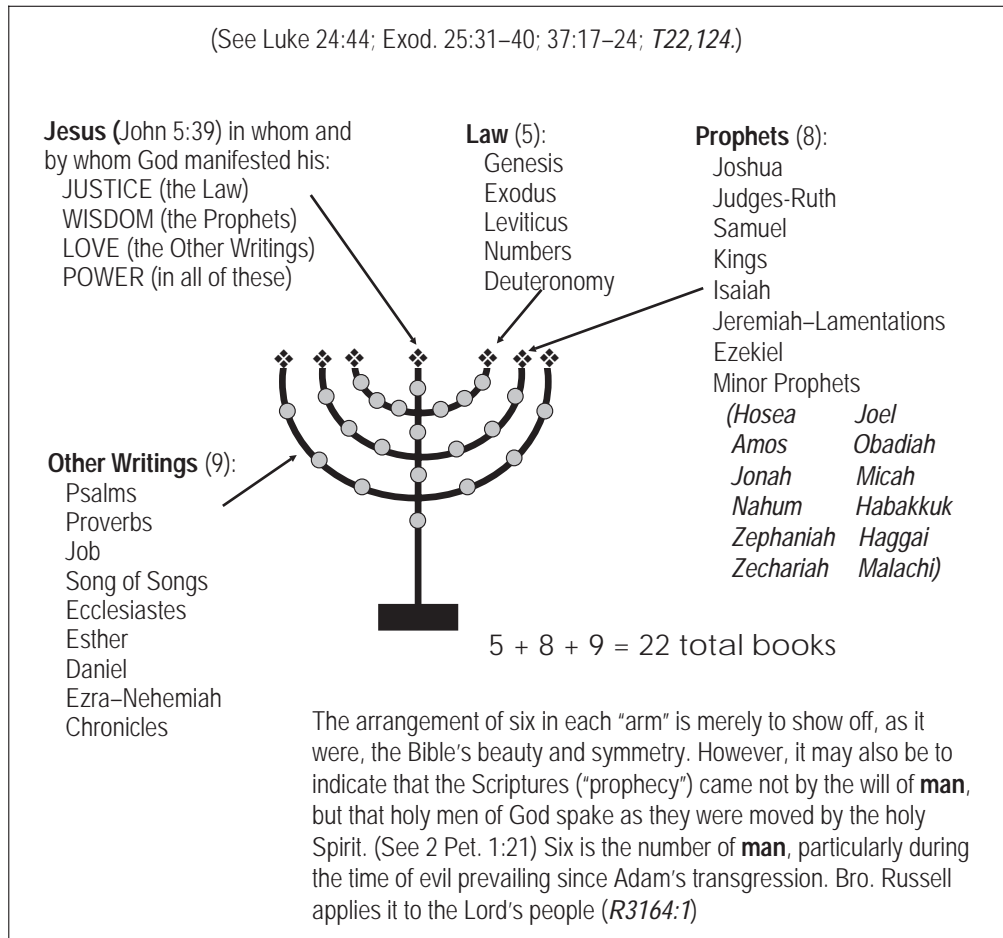 (See Luke 24:44; Exod. 25:31–40; 37:17–24; T22,124.)
Jesus (John 5:39) in whom and
by whom God manifested his:
JUSTICE (the Law)
WISDOM (the Prophets)
LOVE (the Other Writings)
POWER (in all of these)
Law (5):
Genesis
Exodus
Leviticus
Numbers
Deuteronomy
Prophets (8):
Joshua
Judges-Ruth
Samuel
Kings
Isaiah
Jeremiah–Lamentations
Ezekiel
Minor Prophets
(Hosea Joel
Amos Obadiah
Jonah Micah
Nahum Habakkuk
Zephaniah Haggai
Zechariah Malachi)
Other Writings (9):
Psalms
Proverbs
Job
Song of Songs
Ecclesiastes
Esther
Daniel
Ezra–Nehemiah
Chronicles
5 + 8 + 9 = 22 total books
The arrangement of six in each “arm” is merely to show off, as it
were, the Bible’s beauty and symmetry. However, it may also be to
indicate that the Scriptures (“prophecy”) came not by the will of man,
but that holy men of God spake as they were moved by the holy
Spirit. (See 2 Pet. 1:21) Six is the number of man, particularly during
the time of evil prevailing since Adam’s transgression. Bro. Russell
applies it to the Lord’s people (R3164:1)